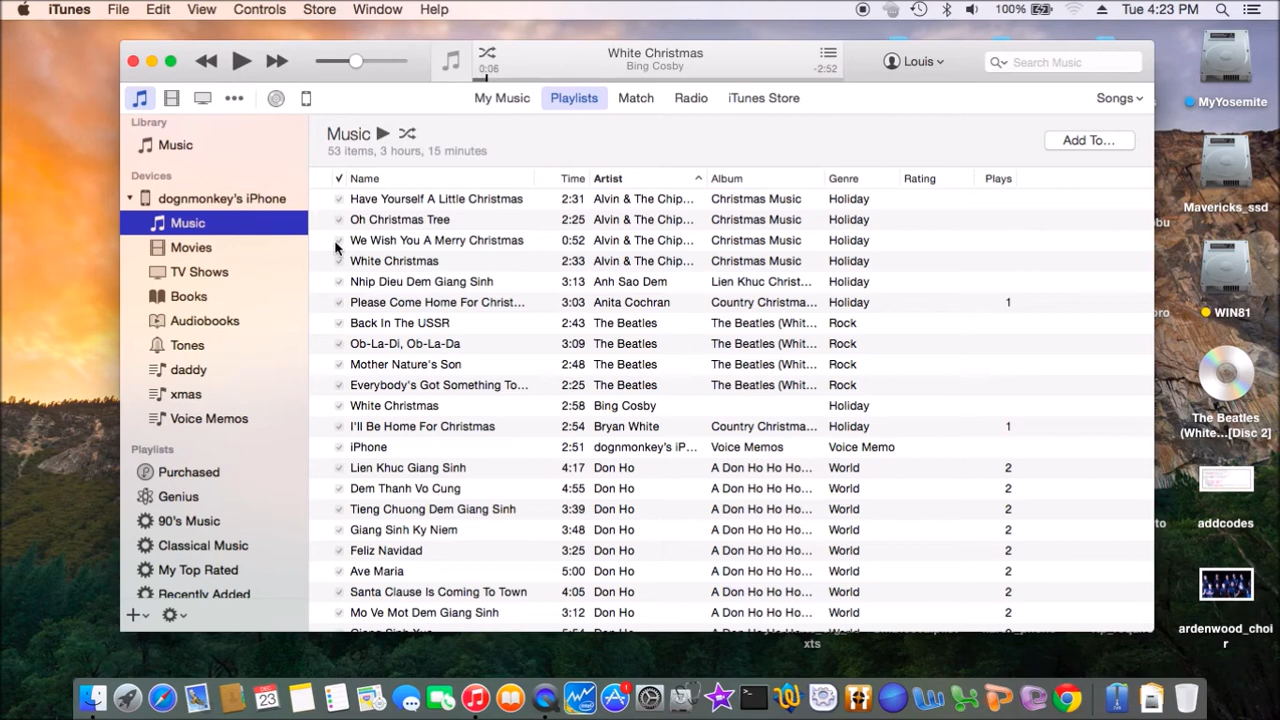 iTunes File Edit View Controls Store Window Help 100% Tue 4:23 PM
White Christmas
Bing Cosby
0:06 -2:52
Louis
Search Music
My Music Playlists Match Radio iTunes Store Songs
Library
Music
Devices
dognmonkey's iPhone
Music
Movies
TV Shows
Books
Audiobooks
Tones
daddy
xmas
Voice Memos
Playlists
Purchased
Genius
90's Music
Classical Music
My Top Rated
Recently Added
Music
53 items, 3 hours, 15 minutes
Add To...
Name Time Artist Album Genre Rating Plays
Have Yourself A Little Christmas 2:31 Alvin & The Chip... Christmas Music Holiday
Oh Christmas Tree 2:25 Alvin & The Chip... Christmas Music Holiday
We Wish You A Merry Christmas 0:52 Alvin & The Chip... Christmas Music Holiday
White Christmas 2:33 Alvin & The Chip... Christmas Music Holiday
Nhip Dieu Dem Giang Sinh 3:13 Anh Sao Dem Lien Khuc Christ... Holiday
Please Come Home For Christ... 3:03 Anita Cochran Country Christma... Holiday 1
Back In The USSR 2:43 The Beatles The Beatles (Whit... Rock
Ob-La-Di, Ob-La-Da 3:09 The Beatles The Beatles (Whit... Rock
Mother Nature's Son 2:48 The Beatles The Beatles (Whit... Rock
Everybody's Got Something To... 2:25 The Beatles The Beatles (Whit... Rock
White Christmas 2:58 Bing Cosby Holiday
I'll Be Home For Christmas 2:54 Bryan White Country Christma... Holiday 1
iPhone 2:51 dognmonkey's iP... Voice Memos Voice Memo
Lien Khuc Giang Sinh 4:17 Don Ho A Don Ho Ho Ho... World 2
Dem Thanh Vo Cung 4:55 Don Ho A Don Ho Ho Ho... World 2
Tieng Chuong Dem Giang Sinh 3:39 Don Ho A Don Ho Ho Ho... World 2
Giang Sinh Ky Niem 3:48 Don Ho A Don Ho Ho Ho... World 2
Feliz Navidad 3:25 Don Ho A Don Ho Ho Ho... World 2
Ave Maria 5:00 Don Ho A Don Ho Ho Ho... World 2
Santa Clause Is Coming To Town 4:05 Don Ho A Don Ho Ho Ho... World 2
Mo Ve Mot Dem Giang Sinh 3:12 Don Ho A Don Ho Ho Ho... World 2
MyYosemite
Mavericks_ssd
WIN81
The Beatles
(White...[Disc 2]
addcodes
ardenwood_choi
r
xts
DEC
23
1